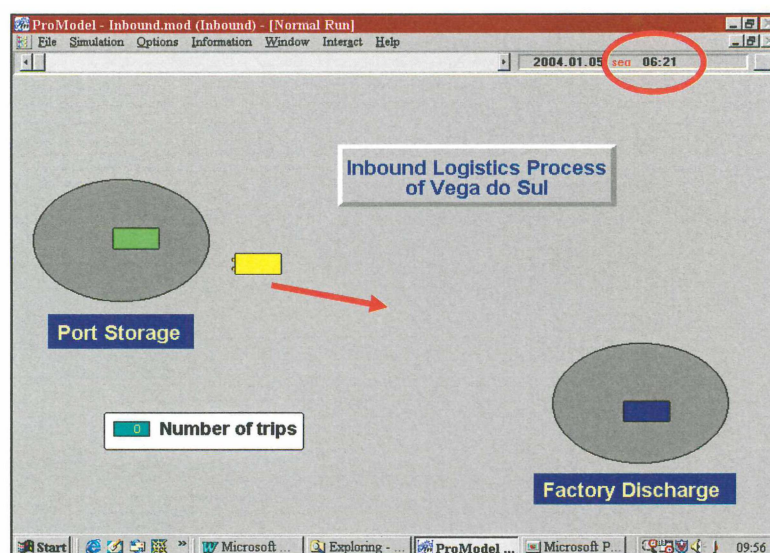 ProModel - Inbound.mod (Inbound) - [Normal Run]
File Simulation Options Information Window Interact Help
2004.01.05 seg 06:21
Inbound Logistics Process
of Vega do Sul
Port Storage
0 Number of trips
Factory Discharge
Start » Microsoft ... Exploring - ... ProModel ... Microsoft P... 09:56